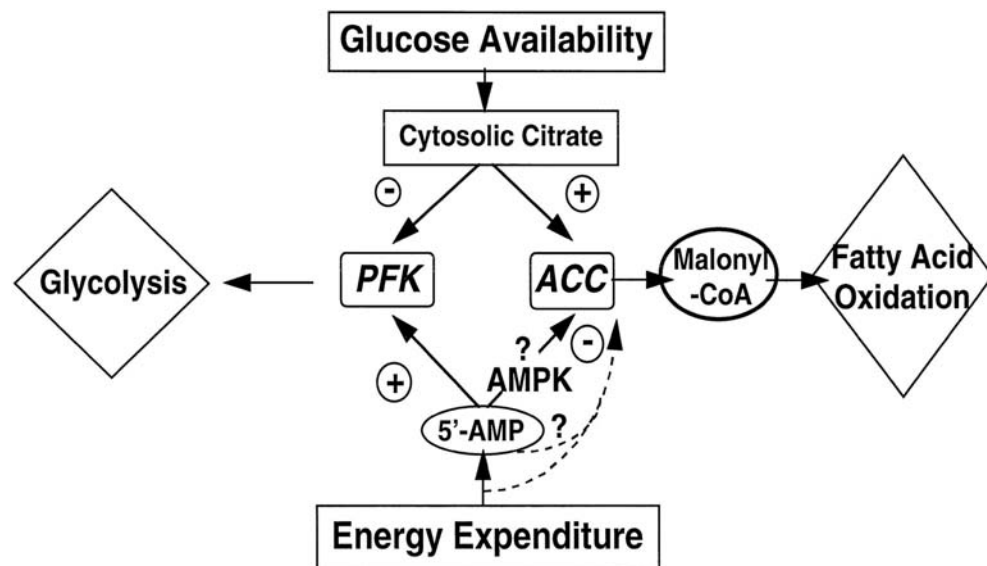 Glucose Availability
Cytosolic Citrate
-
+
Glycolysis
PFK
ACC
Malonyl
-CoA
Fatty Acid
Oxidation
?
-
+
AMPK
5'-AMP
?
Energy Expenditure